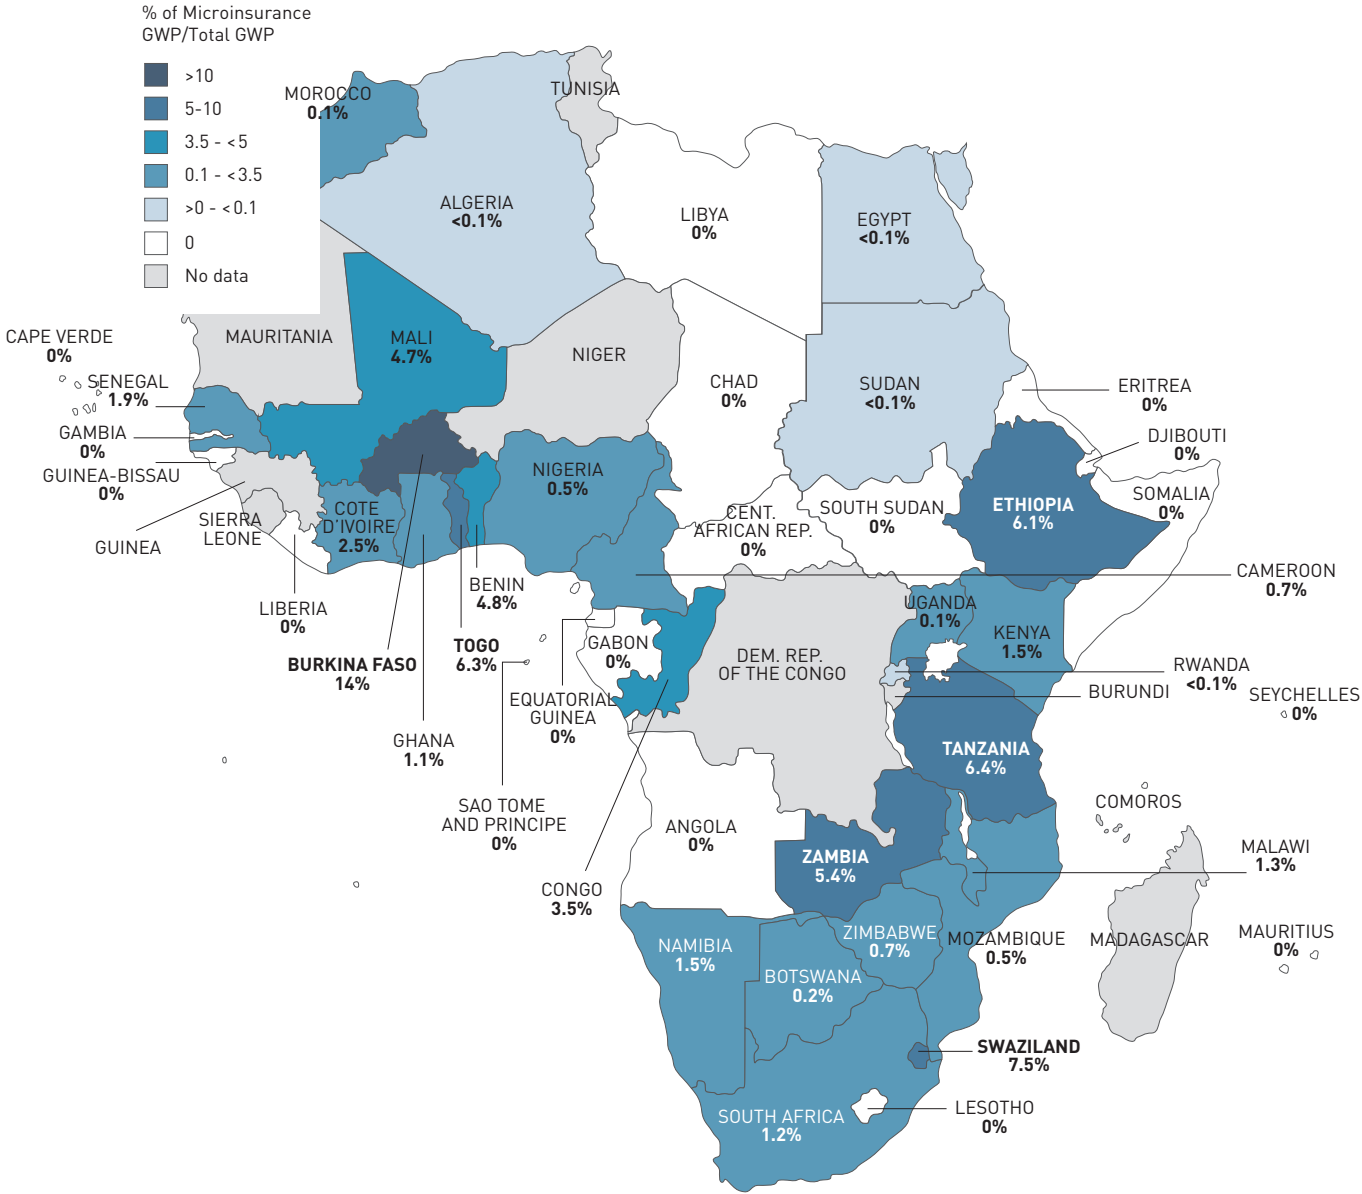 % of Microinsurance
GWP/Total GWP
>10
5-10
3.5 - <5
0.1 - <3.5
>0 - <0.1
0
No data
MOROCCO
0.1%
TUNISIA
ALGERIA
<0.1%
LIBYA
0%
EGYPT
<0.1%
CAPE VERDE
0%
MAURITANIA
MALI
4.7%
NIGER
CHAD
0%
SUDAN
<0.1%
ERITREA
0%
SENEGAL
1.9%
GAMBIA
0%
DJIBOUTI
0%
GUINEA-BISSAU
0%
NIGERIA
0.5%
ETHIOPIA
6.1%
SOMALIA
0%
SOUTH SUDAN
0%
CENT.
AFRICAN REP.
0%
COTE
D'IVOIRE
2.5%
SIERRA
LEONE
GUINEA
CAMEROON
0.7%
BENIN
4.8%
LIBERIA
0%
UGANDA
0.1%
KENYA
1.5%
TOGO
6.3%
BURKINA FASO
14%
GABON
0%
DEM. REP.
OF THE CONGO
RWANDA
<0.1%
BURUNDI
SEYCHELLES
0%
EQUATORIAL
GUINEA
0%
GHANA
1.1%
TANZANIA
6.4%
SAO TOME
AND PRINCIPE
0%
ANGOLA
0%
COMOROS
ZAMBIA
5.4%
MALAWI
1.3%
CONGO
3.5%
NAMIBIA
1.5%
ZIMBABWE
0.7%
MOZAMBIQUE
0.5%
MADAGASCAR
MAURITIUS
0%
BOTSWANA
0.2%
SWAZILAND
7.5%
SOUTH AFRICA
1.2%
LESOTHO
0%